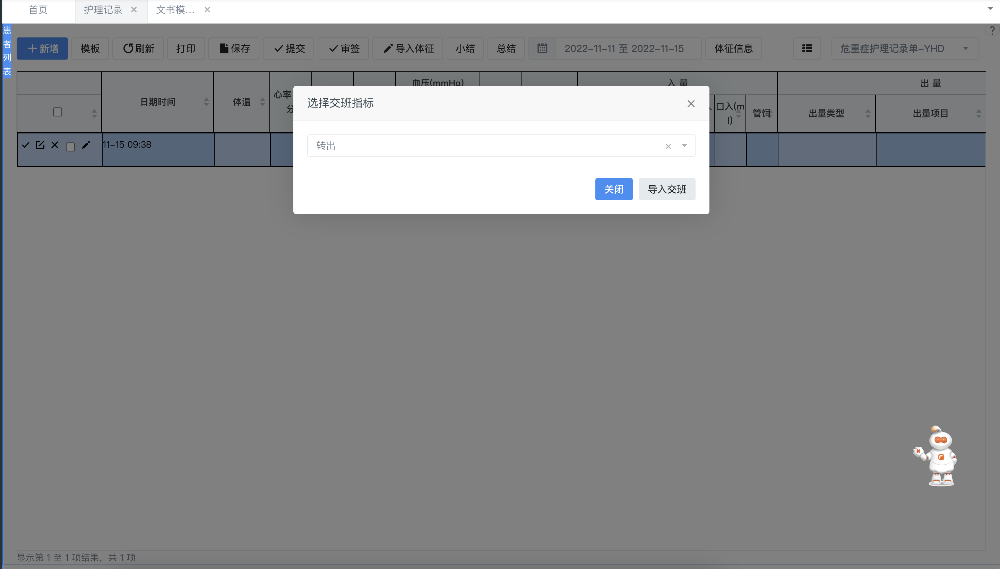 首页
护理记录
文书模...
患者列表
新增
模板
刷新
打印
保存
提交
审签
导入体征
小结
总结
2022-11-11 至 2022-11-15
体征信息
危重症护理记录单-YHD
?
血压(mmHg)
入 量
出 量
日期时间
体温
心率
分
口入(ml)
管饲
出量类型
出量项目
11-15 09:38
选择交班指标
转出
关闭
导入交班
F
显示第 1 至 1 项结果，共 1 项